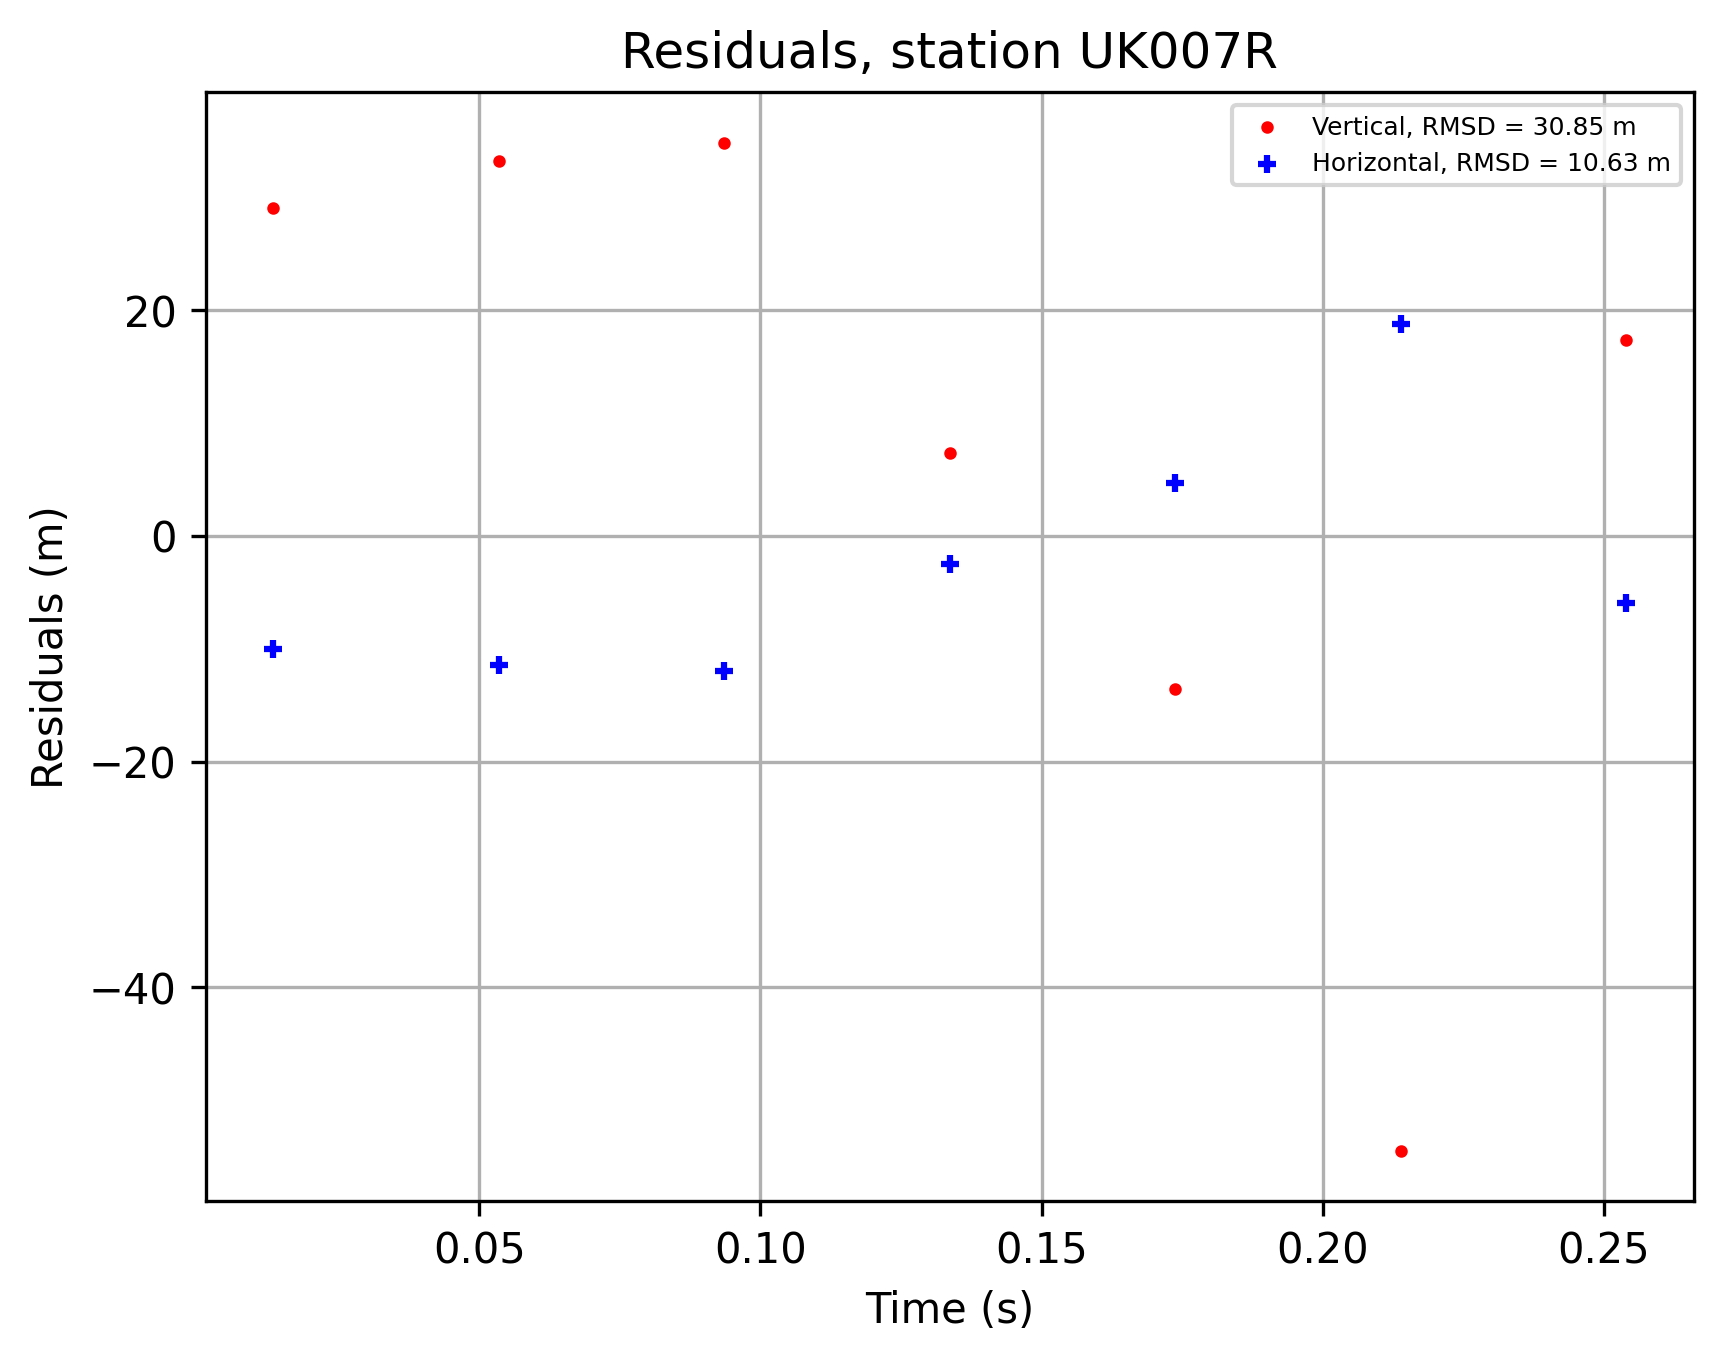 Residuals, station UK007R
Vertical, RMSD = 30.85 m
Horizontal, RMSD = 10.63 m
20
0
−20
−40
Residuals (m)
0.05 0.10 0.15 0.20 0.25
Time (s)